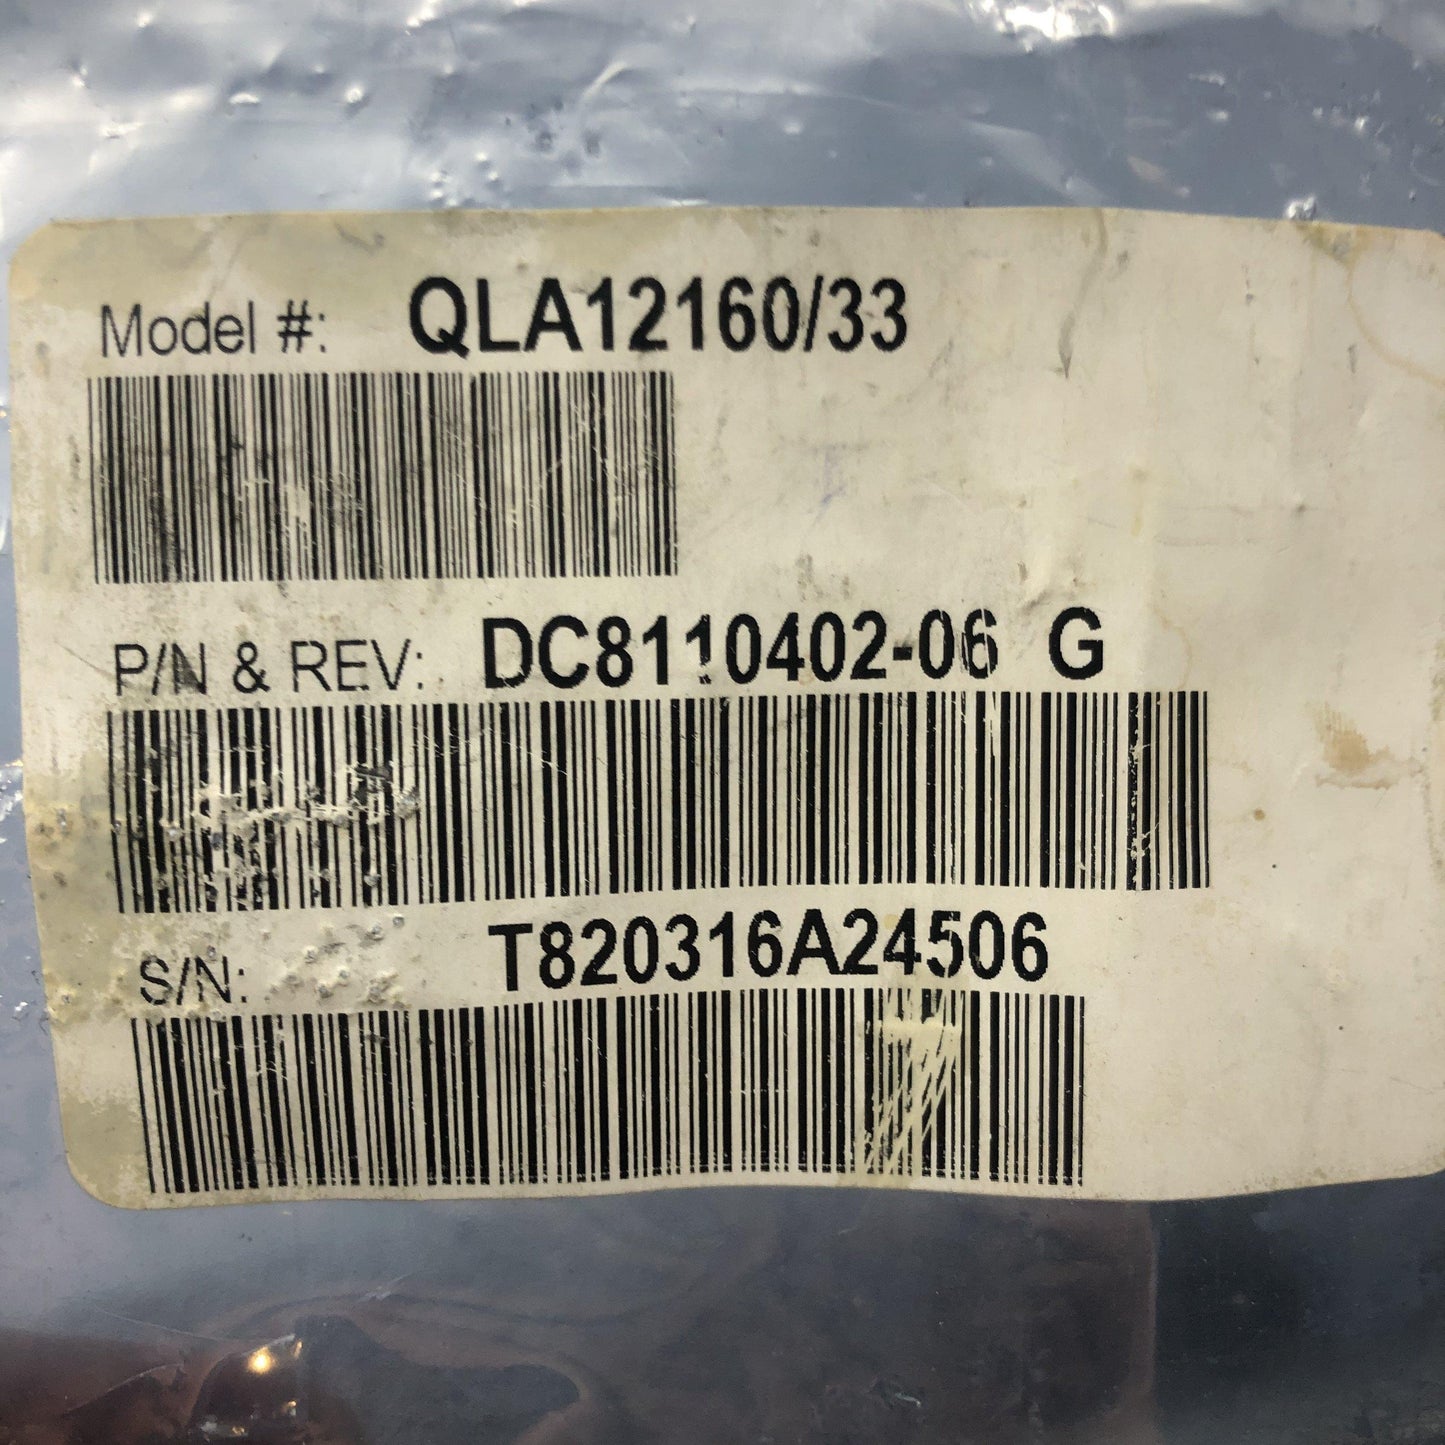 Model #: QLA12160/33
P/N & REV: DC8110402-06 G
S/N: T820316A24506